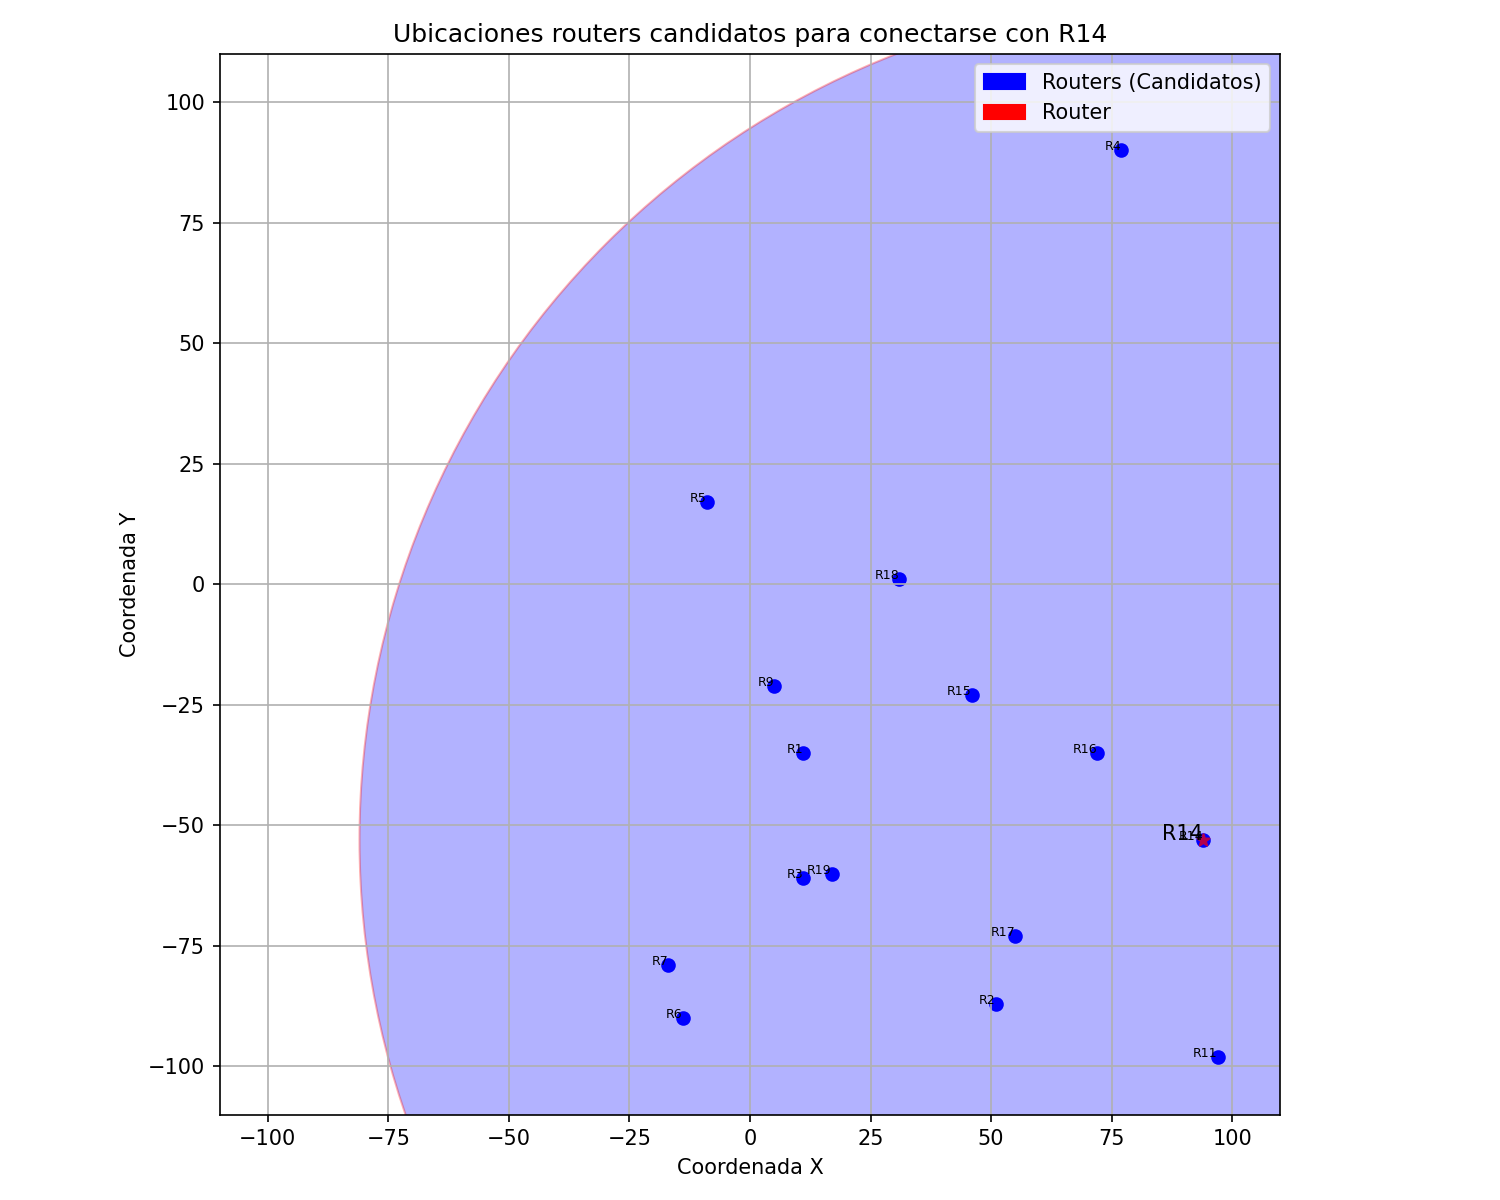 Ubicaciones routers candidatos para conectarse con R14
Routers (Candidatos)
Router
100
75
50
25
0
−25
−50
−75
−100
Coordenada Y
R4
R5
R18
R9
R15
R1
R16
R14
R14
R3
R19
R17
R7
R2
R6
R11
−100
−75
−50
−25
0
25
50
75
100
Coordenada X